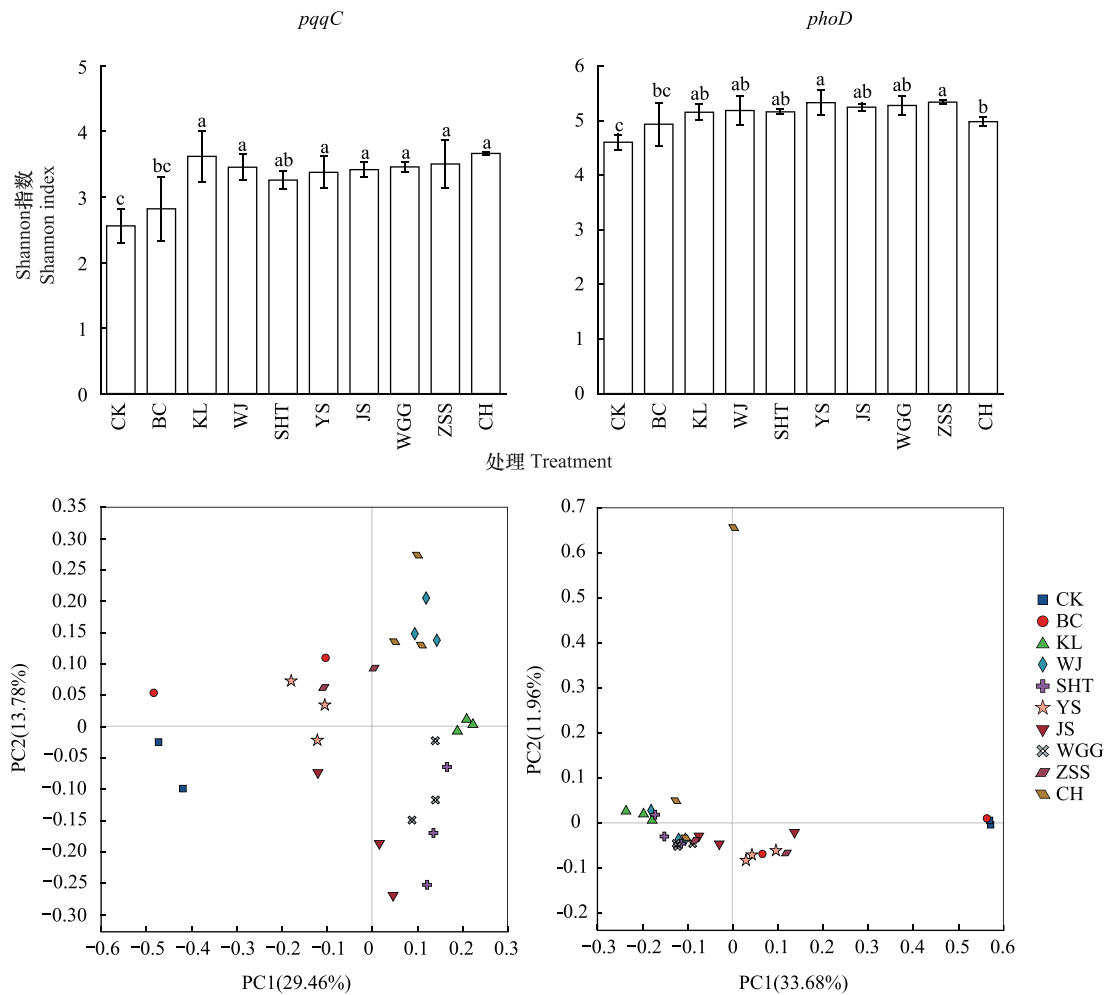 pqqC
phoD
Shannon指数
Shannon index
5
4
3
2
1
0
c
bc
a
a
ab
a
a
a
a
a
CK
BC
KL
WJ
SHT
YS
JS
WGG
ZSS
CH
6
5
4
3
2
1
0
c
bc
ab
ab
ab
a
ab
ab
a
b
CK
BC
KL
WJ
SHT
YS
JS
WGG
ZSS
CH
处理 Treatment
PC2(13.78%)
0.35
0.30
0.25
0.20
0.15
0.10
0.05
0
−0.05
−0.10
−0.15
−0.20
−0.25
−0.30
−0.6
−0.5
−0.4
−0.3
−0.2
−0.1
0
0.1
0.2
0.3
PC1(29.46%)
PC2(11.96%)
0.7
0.6
0.5
0.4
0.3
0.2
0.1
0
−0.1
−0.2
−0.3
−0.2
−0.1
0
0.1
0.2
0.3
0.4
0.5
0.6
PC1(33.68%)
CK
BC
KL
WJ
SHT
YS
JS
WGG
ZSS
CH